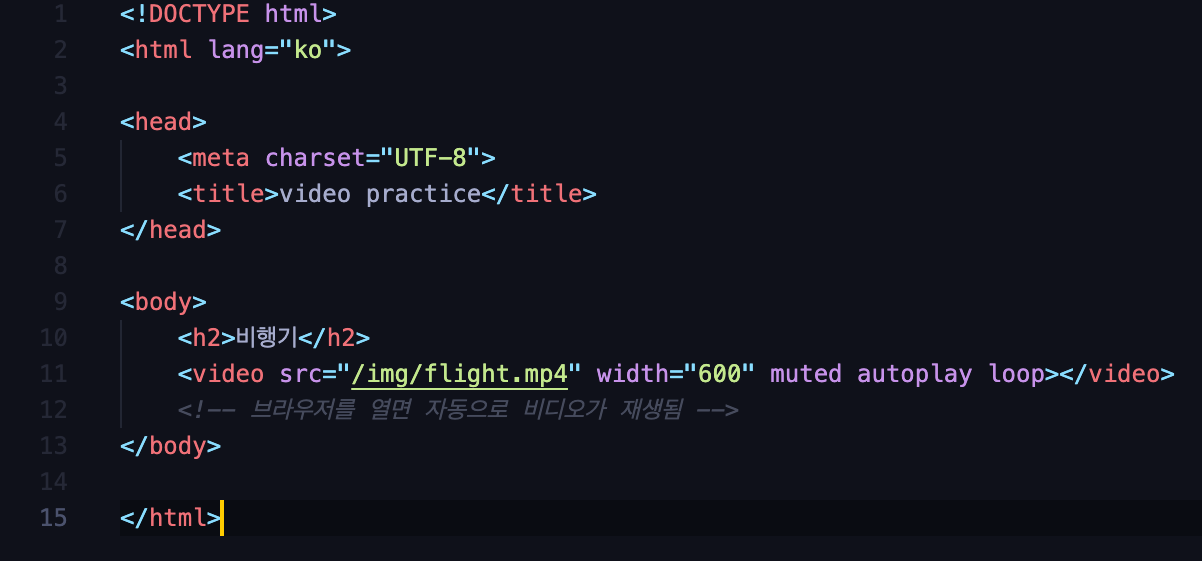 1 <!DOCTYPE html>
2 <html lang="ko">
3
4 <head>
5     <meta charset="UTF-8">
6     <title>video practice</title>
7 </head>
8
9 <body>
10     <h2>비행기</h2>
11     <video src="/img/flight.mp4" width="600" muted autoplay loop></video>
12     <!-- 브라우저를 열면 자동으로 비디오가 재생됨 -->
13 </body>
14
15 </html>